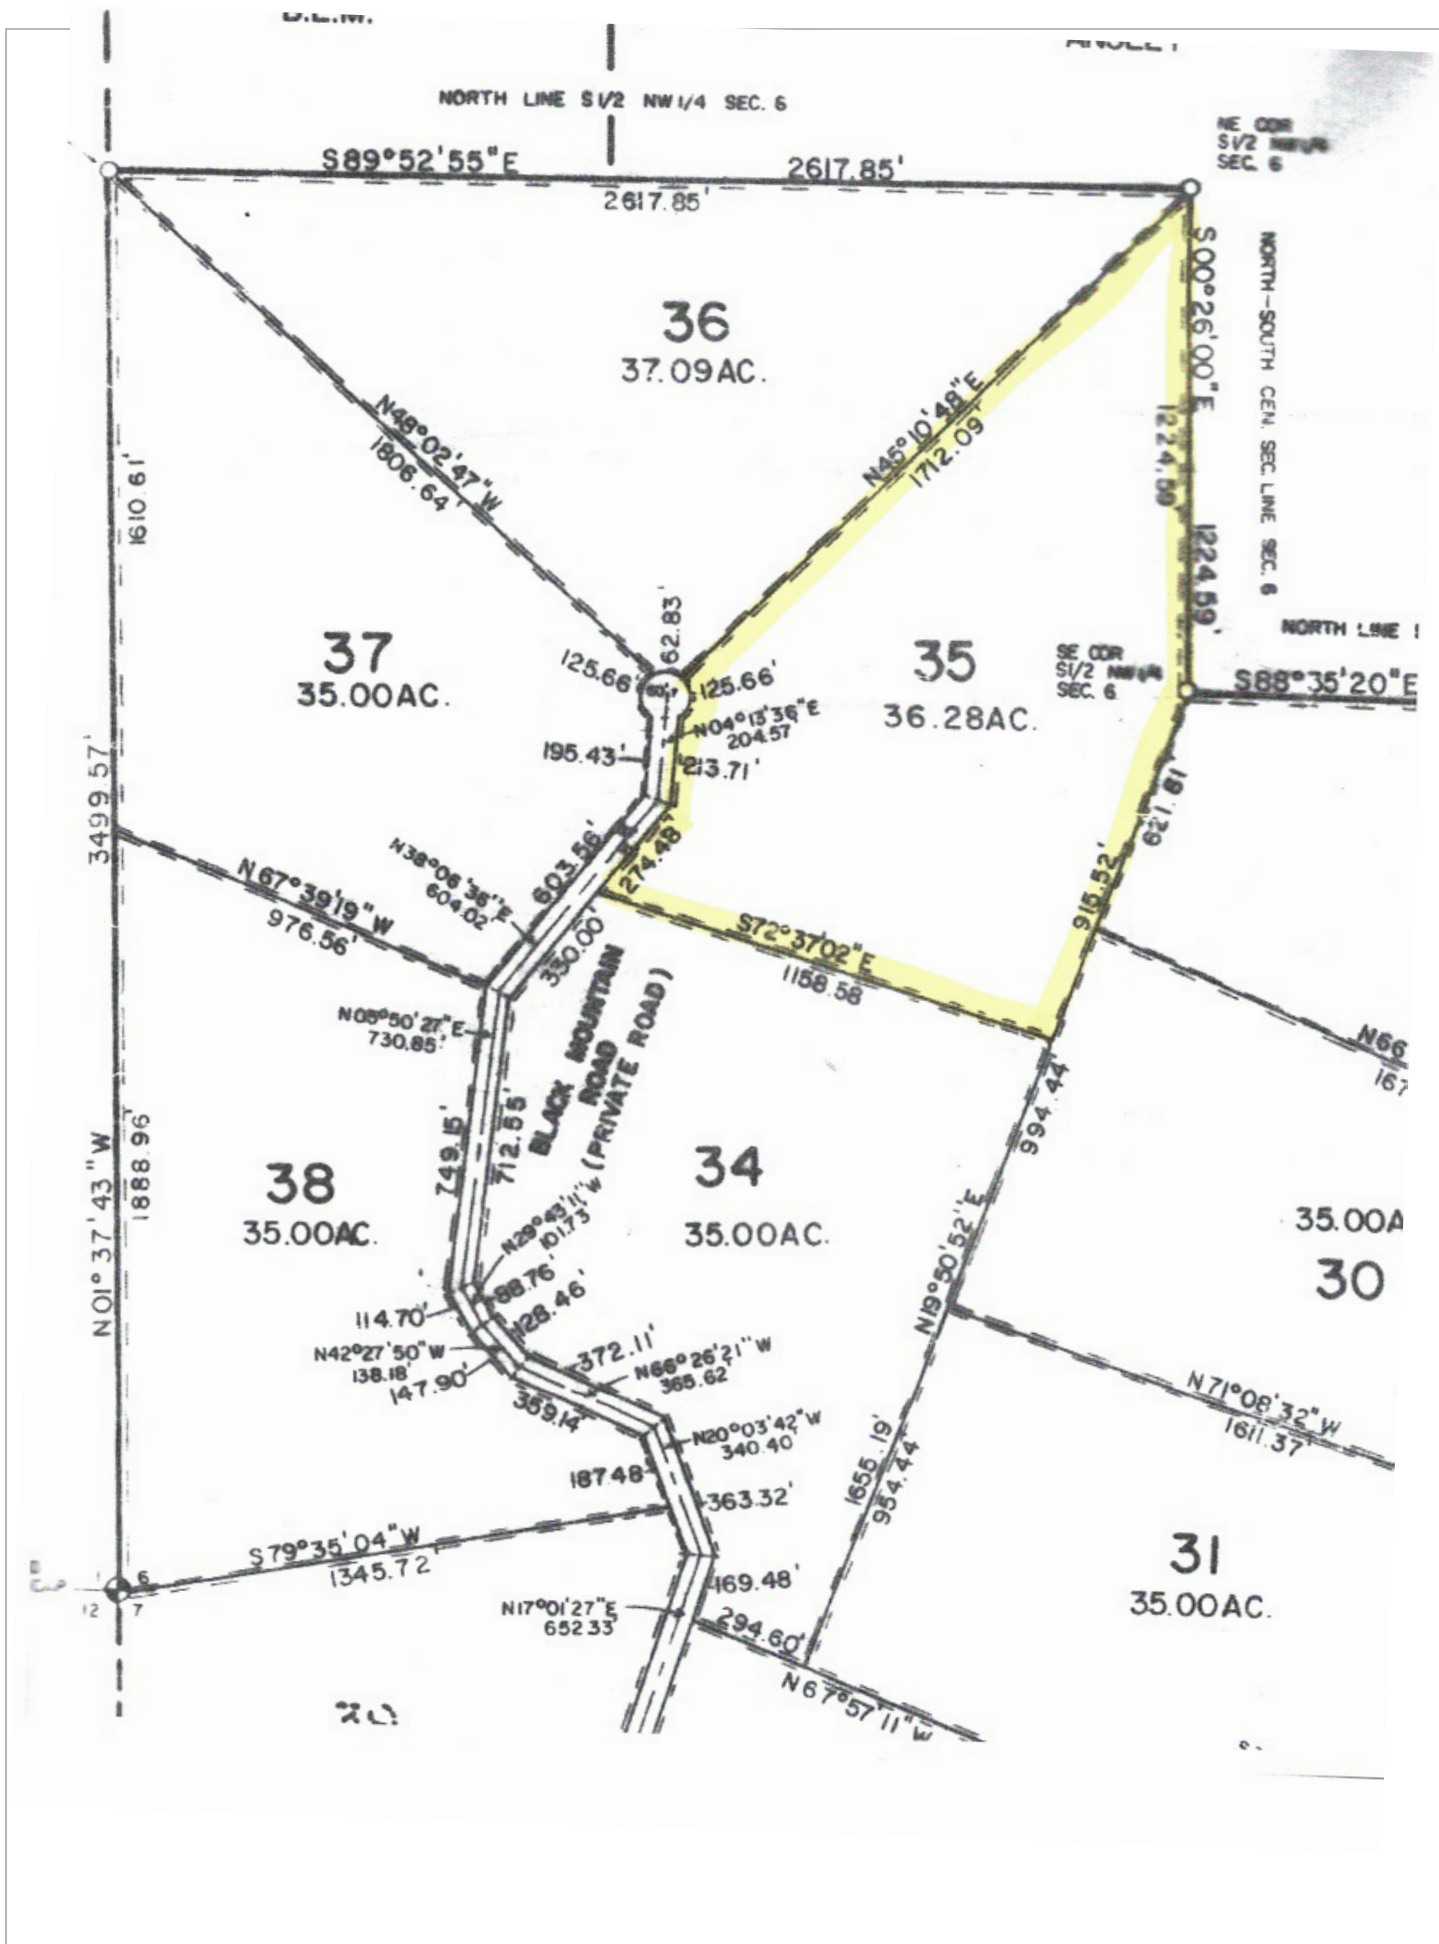 B.L.M.
NORTH LINE S1/2 NW1/4 SEC. 6
NE COR
S1/2
SEC. 6
S89°52'55"E
2617.85'
2617.85'
S00°26'00"E
NORTH-SOUTH CEN. SEC. LINE SEC. 6
36
37.09AC.
N45°10'48"E
1712.09'
1224.59
1224.59'
N48°02'47"W
1806.64'
1610.61'
62.83'
NORTH LINE
37
35.00AC.
125.66'
125.66'
35
36.28AC.
SE COR
S1/2
SEC. 6
S88°35'20"E
N04°13'36"E
204.57
195.43'
213.71'
3499.57'
621.81'
603.56'
N38°06'36"E
604.02'
274.48'
915.52'
N67°39'19"W
976.56'
330.00'
S72°37'02"E
1158.58
BLACK MOUNTAIN
ROAD
(PRIVATE ROAD)
N05°50'27"E
730.85'
N66
167
994.44'
749.15'
712.55'
N01°37'43"W
1888.96'
38
35.00AC.
34
35.00AC.
35.00A
30
N29°43'11"W
101.73'
88.76'
128.46'
N19°50'52"E
114.70'
N42°27'50"W
138.18'
147.90'
372.11'
N66°26'21"W
365.62'
359.14'
N71°08'32"W
1611.37'
N20°03'42"W
340.40'
1655.19'
954.44'
187.48
363.32'
S79°35'04"W
1345.72'
31
35.00AC.
6
12 7
169.48'
N17°01'27"E
652.33'
294.60'
N67°57'11"W